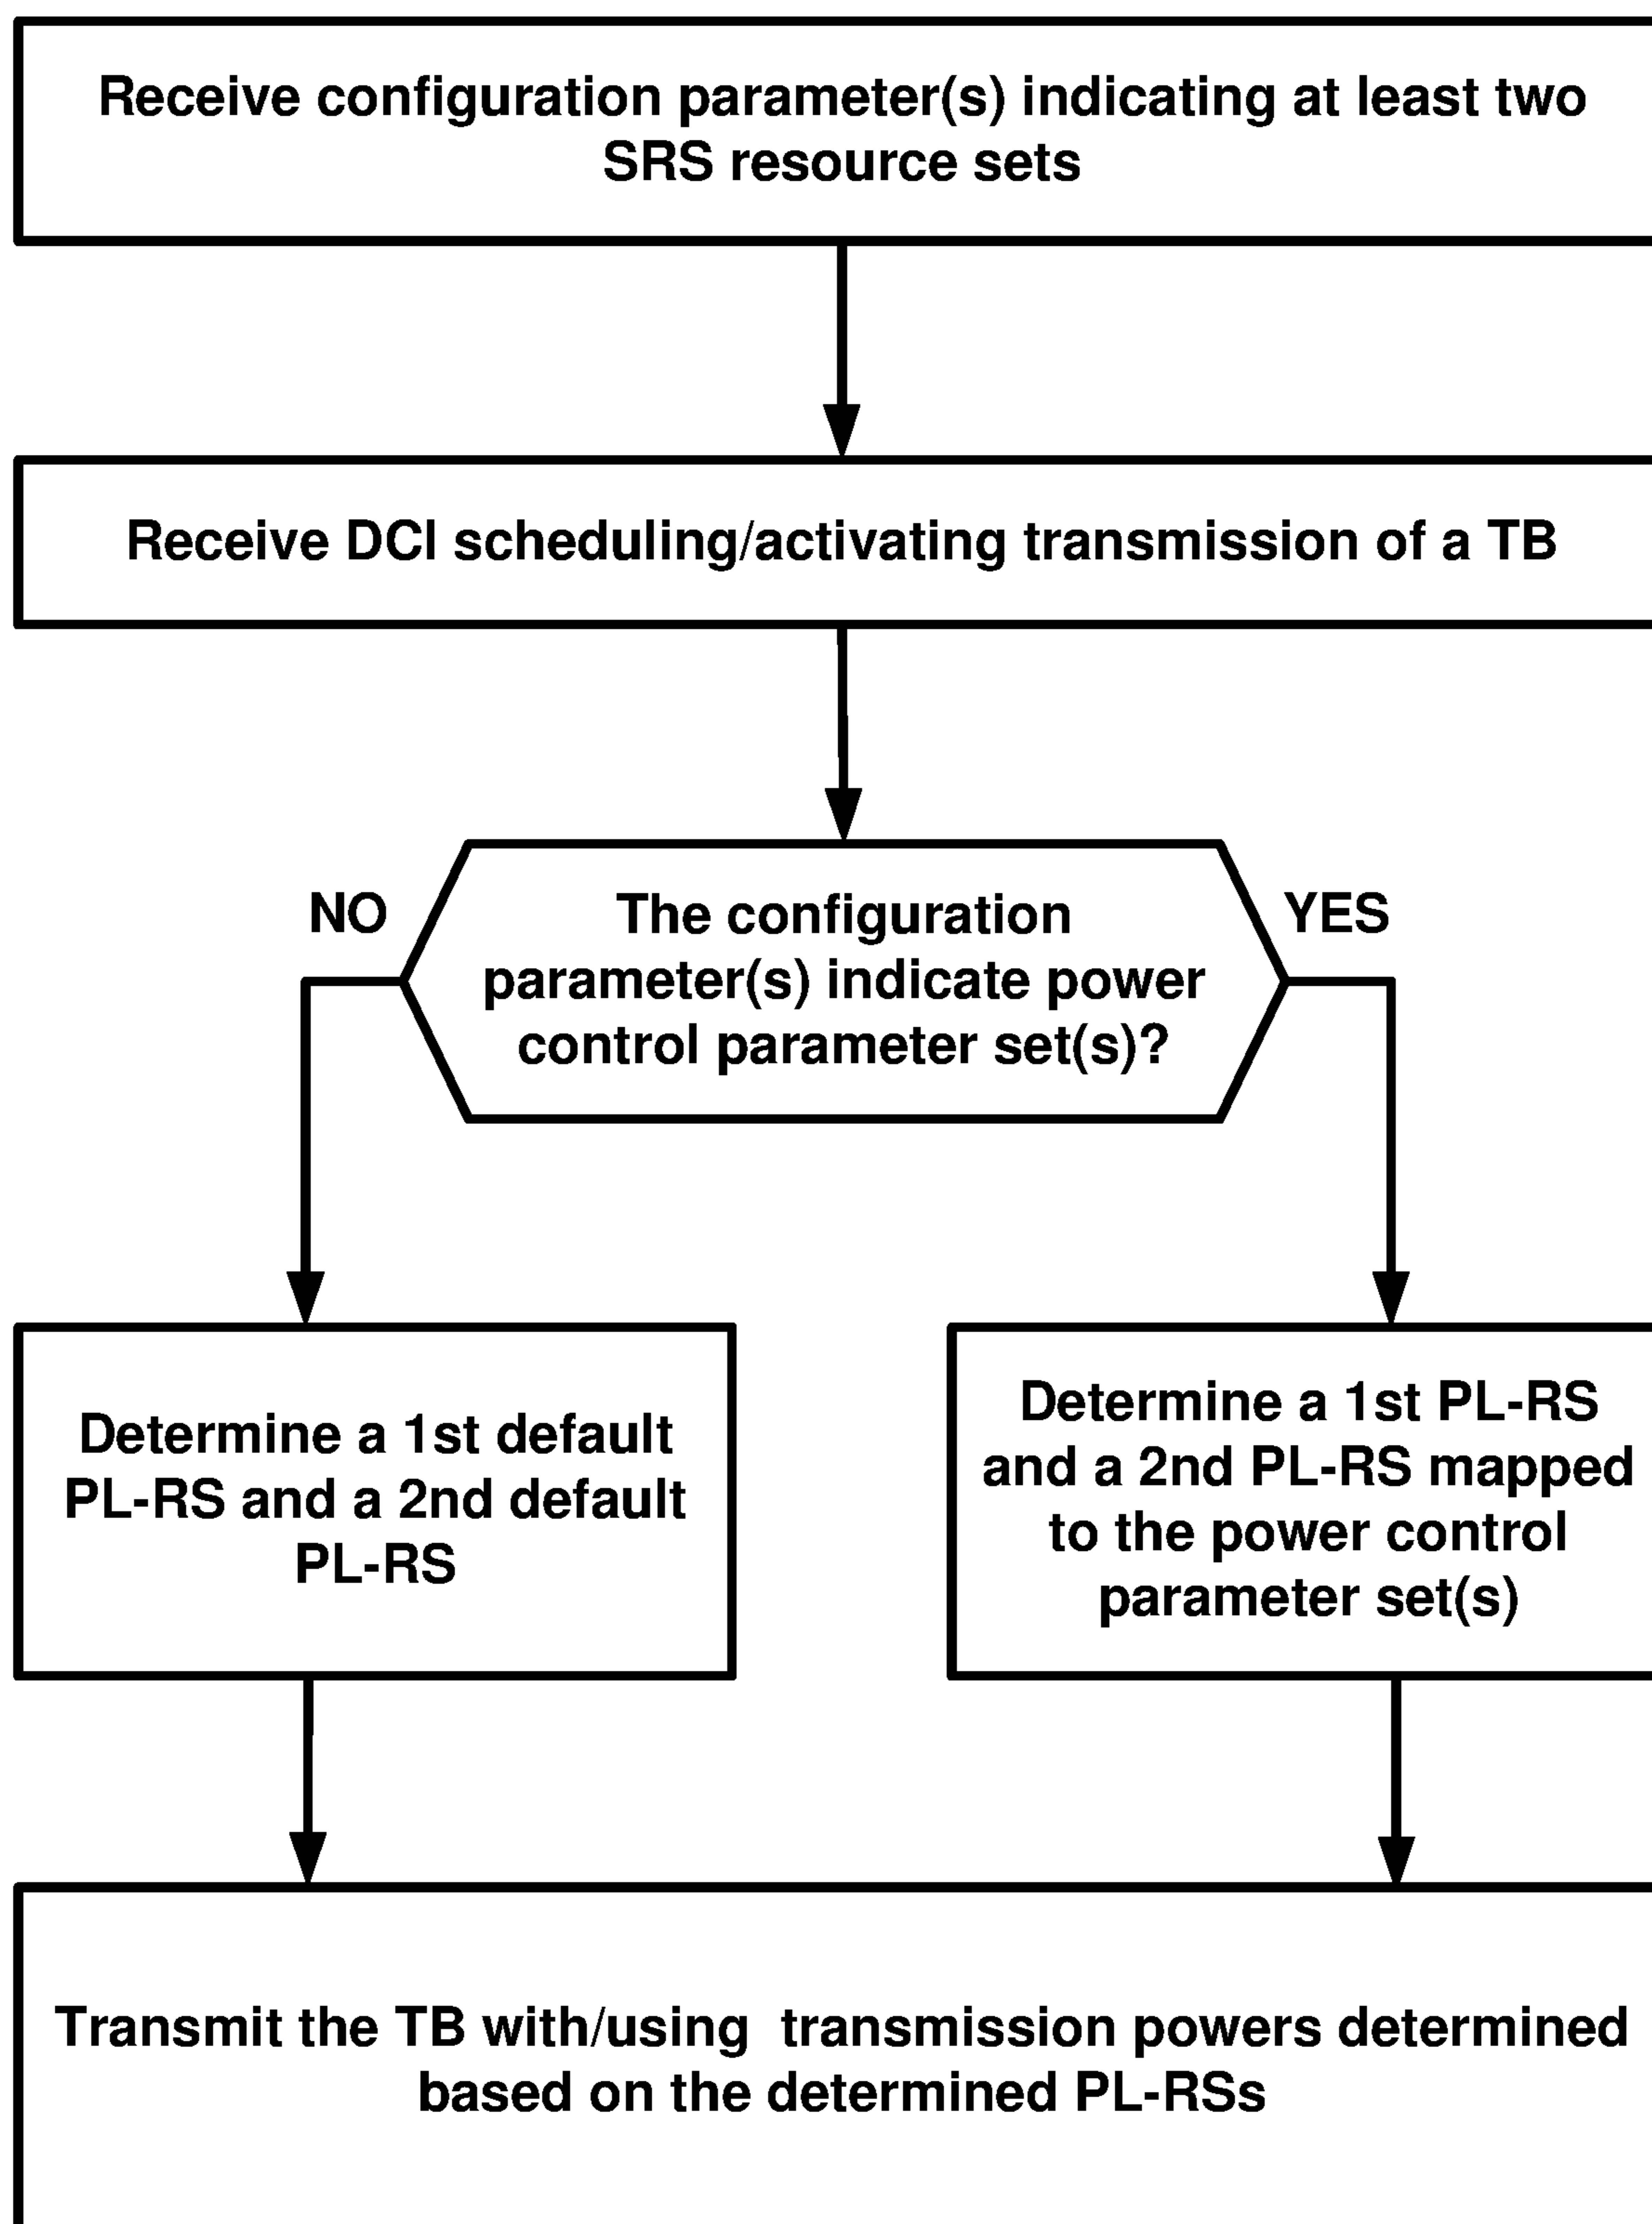 Receive configuration parameter(s) indicating at least two
SRS resource sets
Receive DCI scheduling/activating transmission of a TB
NO
The configuration
parameter(s) indicate power
control parameter set(s)?
YES
Determine a 1st default
PL-RS and a 2nd default
PL-RS
Determine a 1st PL-RS
and a 2nd PL-RS mapped
to the power control
parameter set(s)
Transmit the TB with/using transmission powers determined
based on the determined PL-RSs